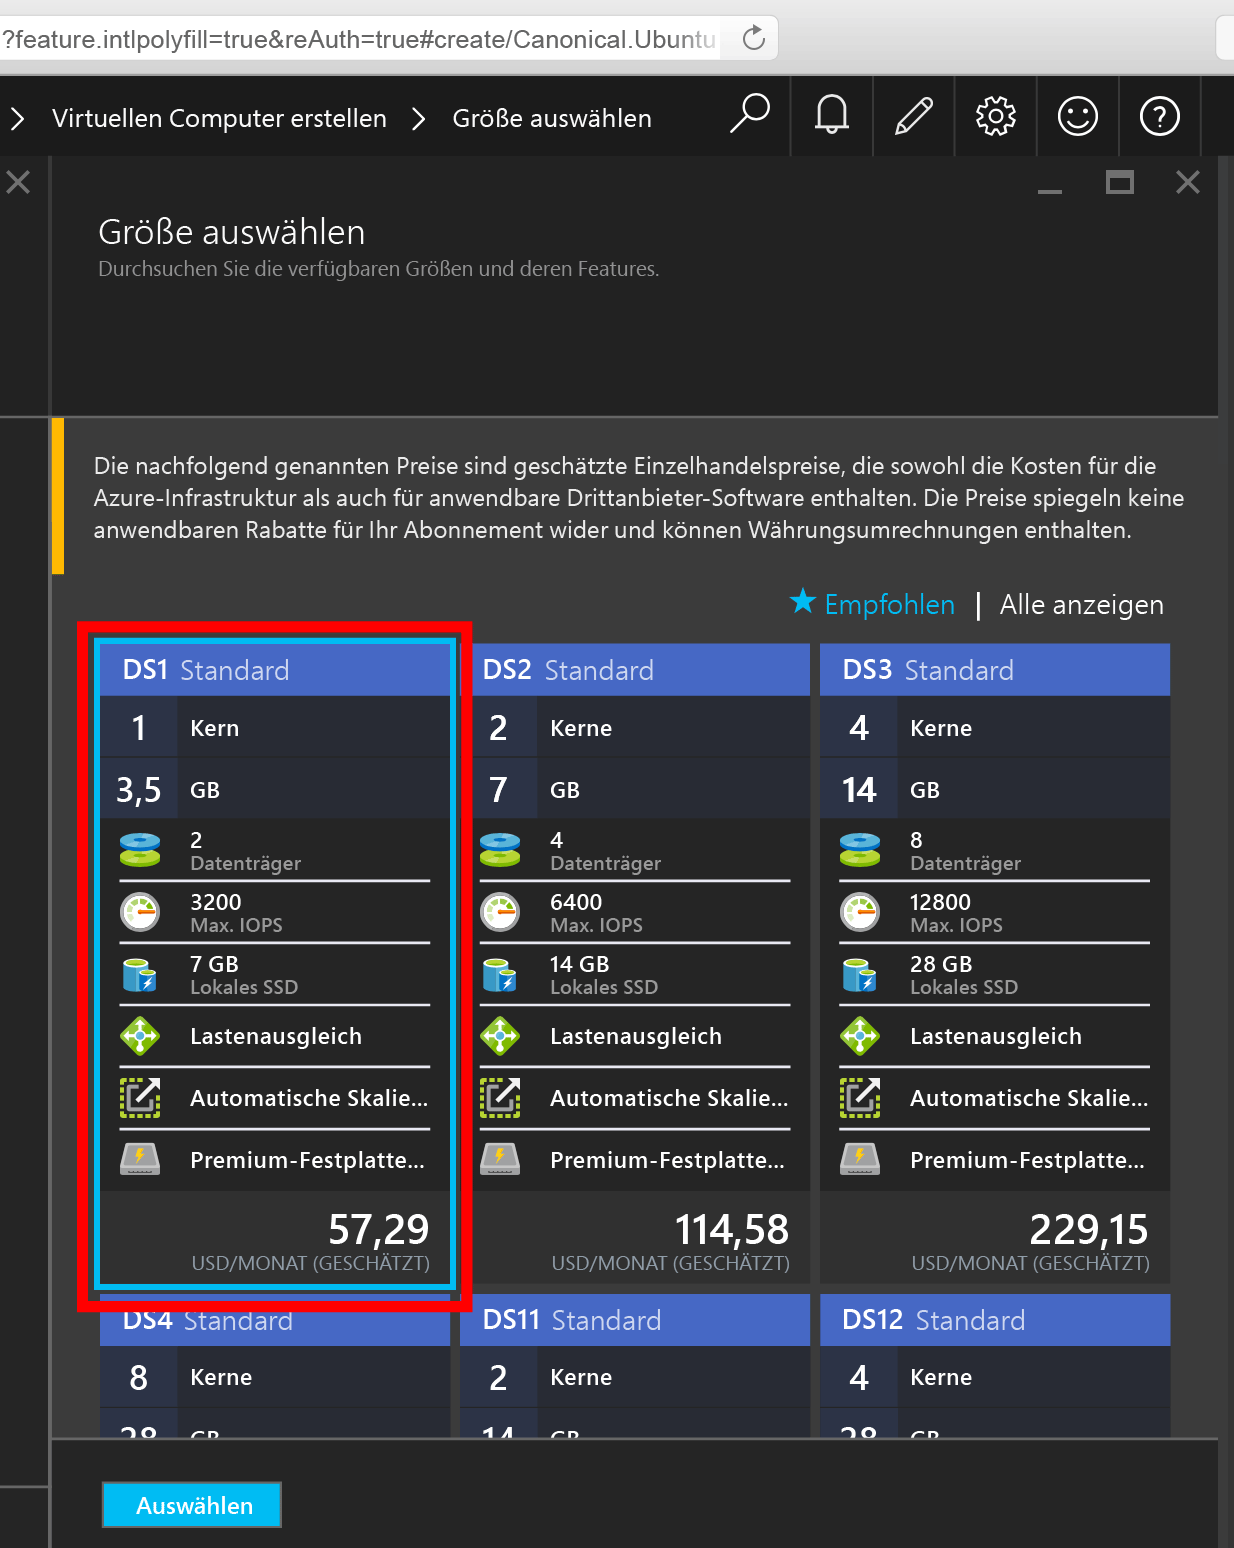 ?feature.intlpolyfill=true&reAuth=true#create/Canonical.Ubuntu
Virtuellen Computer erstellen
Größe auswählen
Größe auswählen
Durchsuchen Sie die verfügbaren Größen und deren Features.
Die nachfolgend genannten Preise sind geschätzte Einzelhandelspreise, die sowohl die Kosten für die
Azure-Infrastruktur als auch für anwendbare Drittanbieter-Software enthalten. Die Preise spiegeln keine
anwendbaren Rabatte für Ihr Abonnement wider und können Währungsumrechnungen enthalten.
★ Empfohlen | Alle anzeigen
DS1 Standard
1 Kern
3,5 GB
2
Datenträger
3200
Max. IOPS
7 GB
Lokales SSD
Lastenausgleich
Automatische Skalie...
Premium-Festplatte...
57,29
USD/MONAT (GESCHÄTZT)
DS2 Standard
2 Kerne
7 GB
4
Datenträger
6400
Max. IOPS
14 GB
Lokales SSD
Lastenausgleich
Automatische Skalie...
Premium-Festplatte...
114,58
USD/MONAT (GESCHÄTZT)
DS3 Standard
4 Kerne
14 GB
8
Datenträger
12800
Max. IOPS
28 GB
Lokales SSD
Lastenausgleich
Automatische Skalie...
Premium-Festplatte...
229,15
USD/MONAT (GESCHÄTZT)
DS4 Standard
8 Kerne
28 GB
DS11 Standard
2 Kerne
14 GB
DS12 Standard
4 Kerne
28 GB
Auswählen